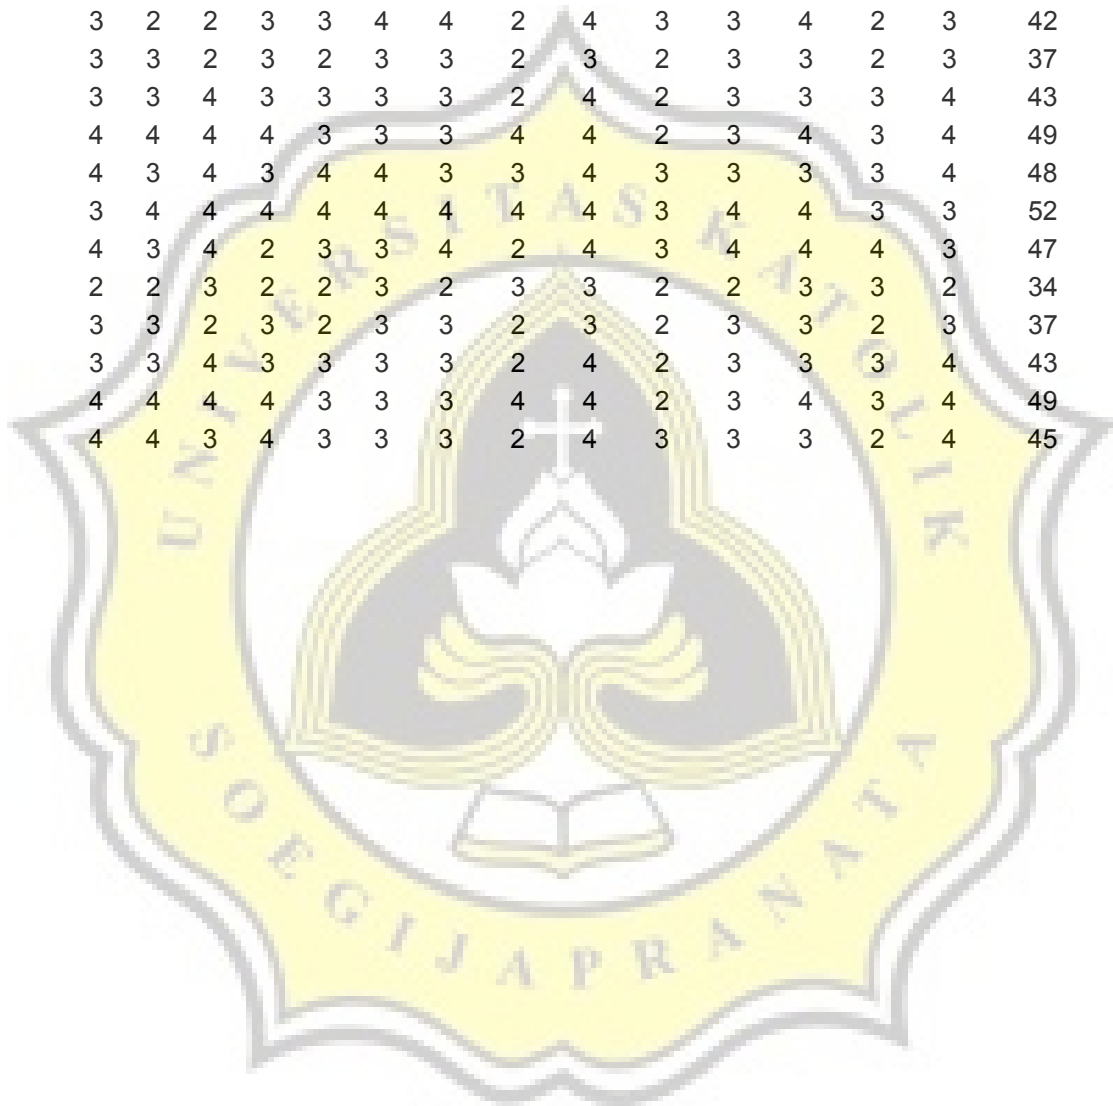 3 2 2 3 3 4 4 2 4 3 3 4 2 3 42
3 3 2 3 2 3 3 2 3 2 3 3 2 3 37
3 3 4 3 3 3 3 2 4 2 3 3 3 4 43
4 4 4 4 3 3 3 4 4 2 3 4 3 4 49
4 3 4 3 4 4 3 3 4 3 3 3 3 4 48
3 4 4 4 4 4 4 4 4 3 4 4 3 3 52
4 3 4 2 3 3 4 2 4 3 4 4 4 3 47
2 2 3 2 2 3 2 3 3 2 2 3 3 2 34
3 3 2 3 2 3 3 2 3 2 3 3 2 3 37
3 3 4 3 3 3 3 2 4 2 3 3 3 4 43
4 4 4 4 3 3 3 4 4 2 3 4 3 4 49
4 4 3 4 3 3 3 2 4 3 3 3 2 4 45
UNIVERSITAS KATOLIK
SOEGIJAPRANATA